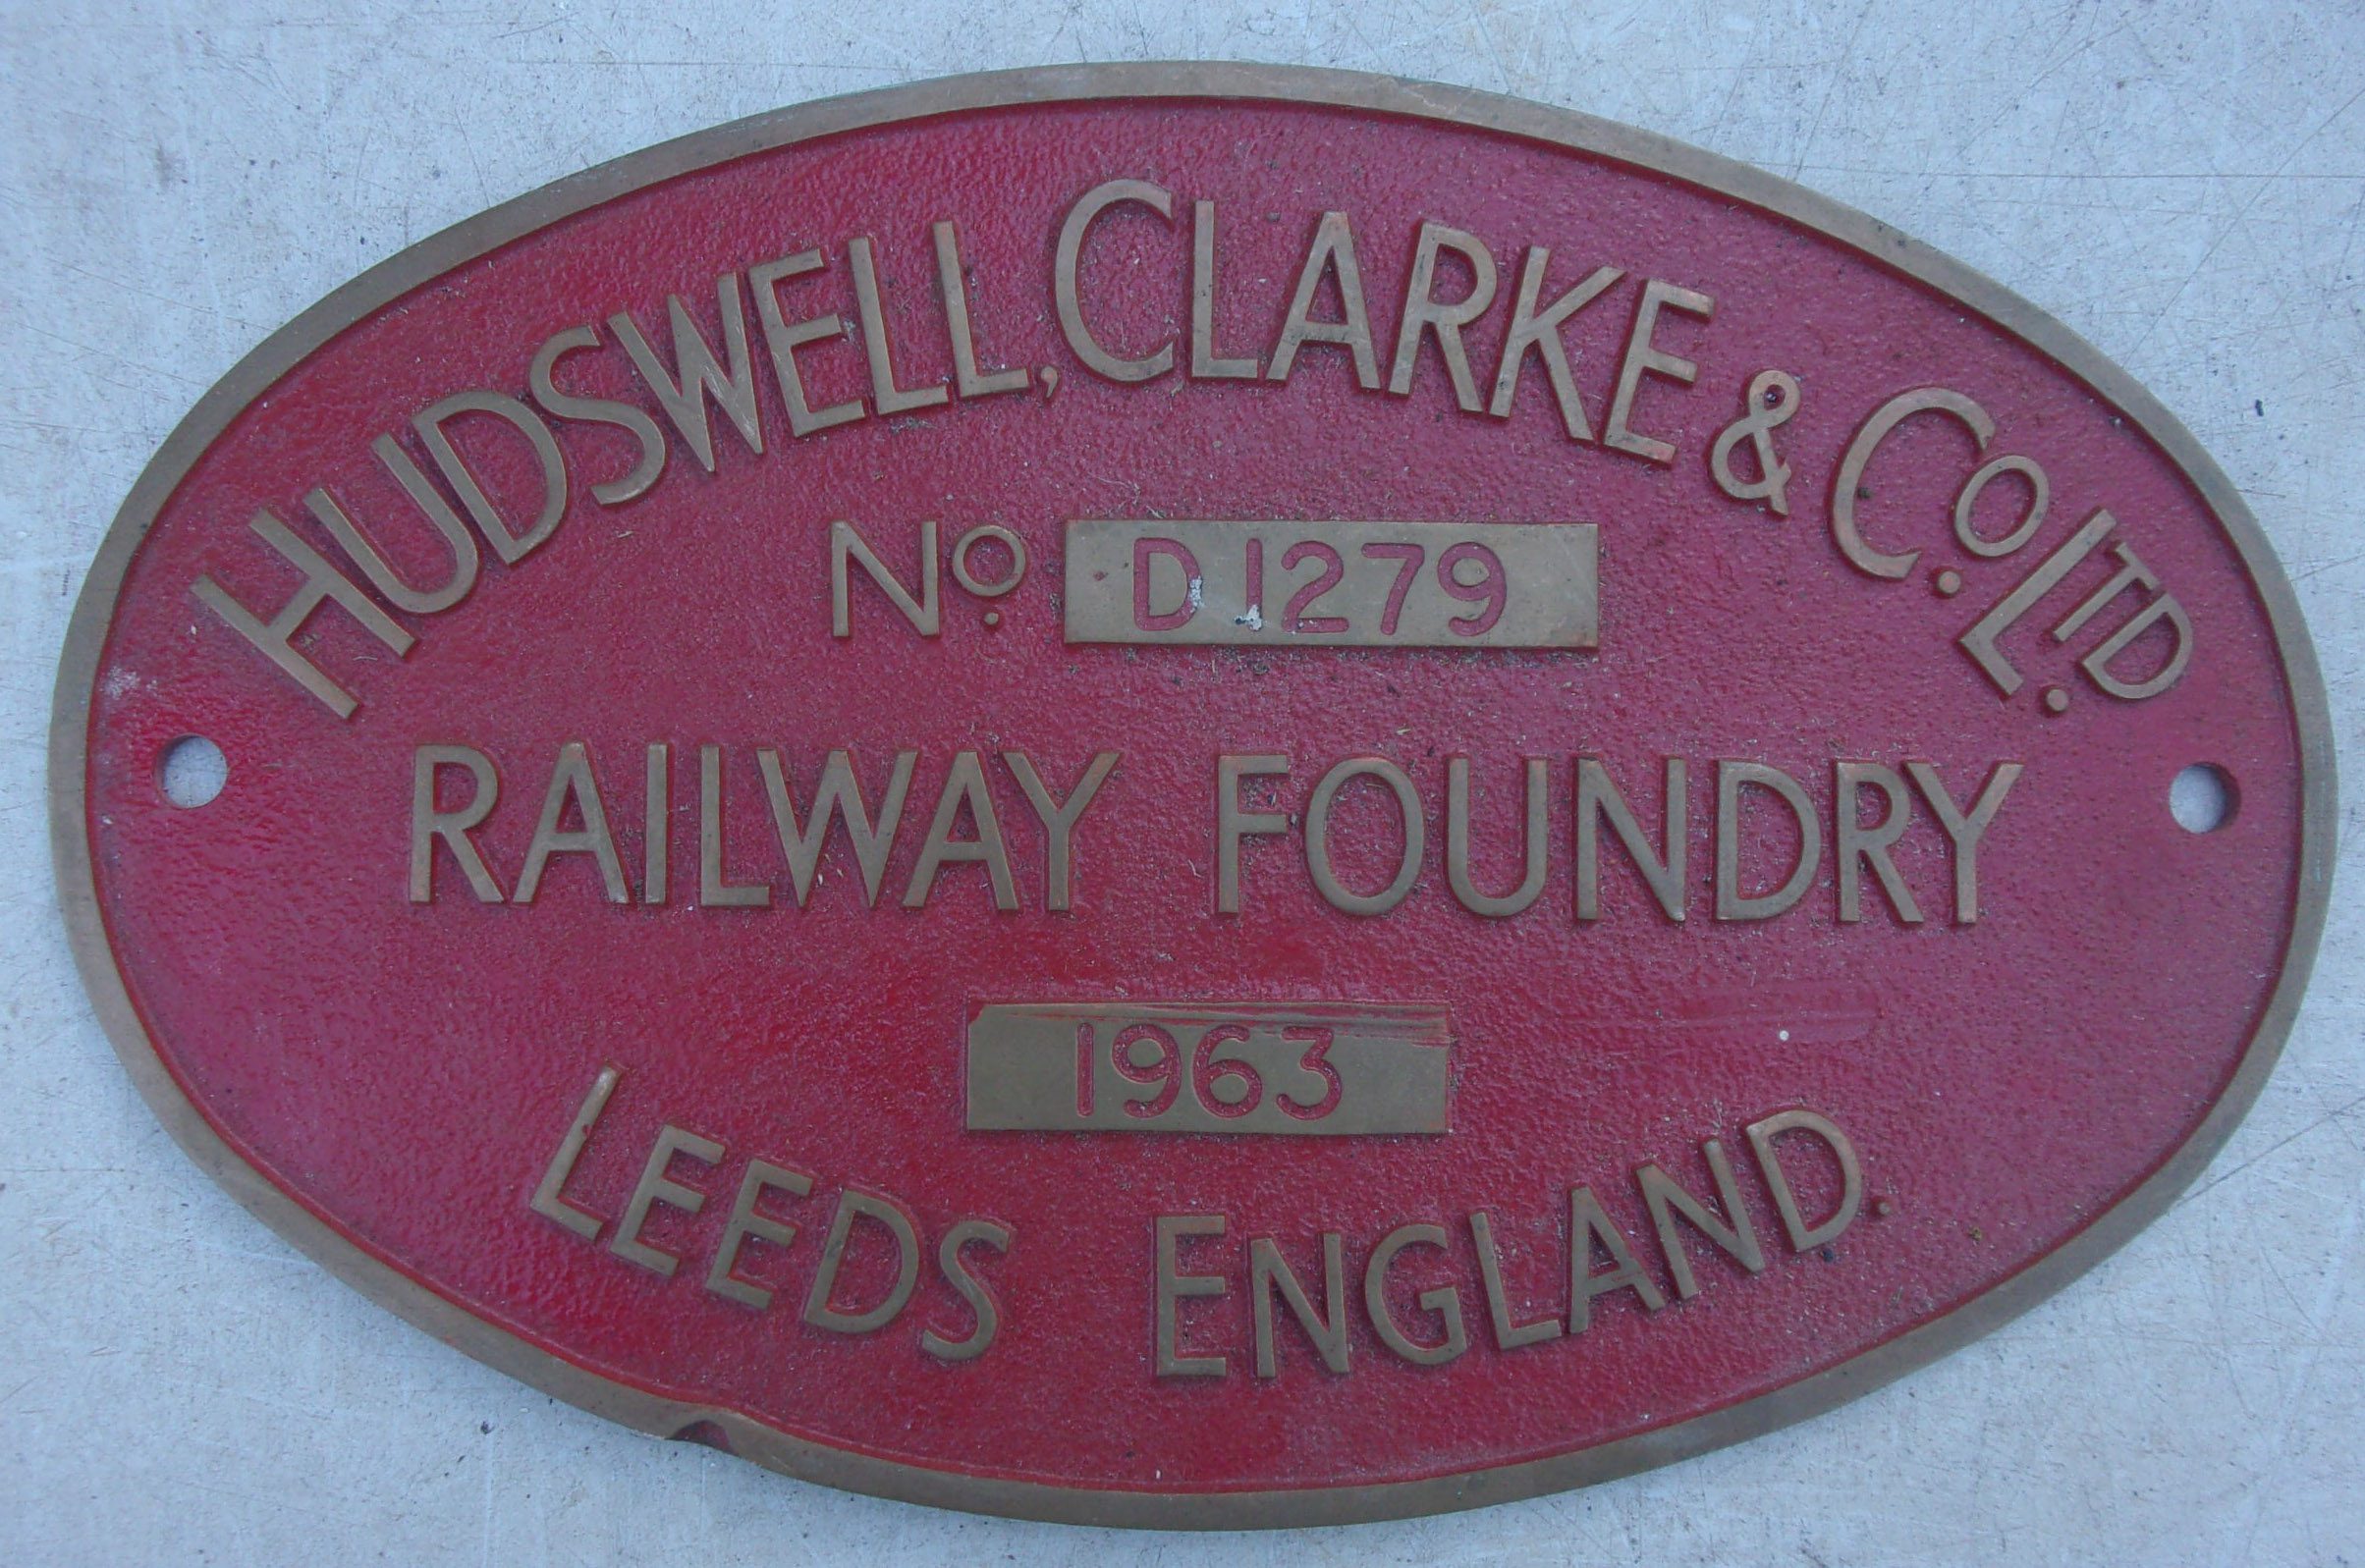 HUDSWELL, CLARKE & Co. LTD.
No. D1279
RAILWAY FOUNDRY
1963
LEEDS ENGLAND.